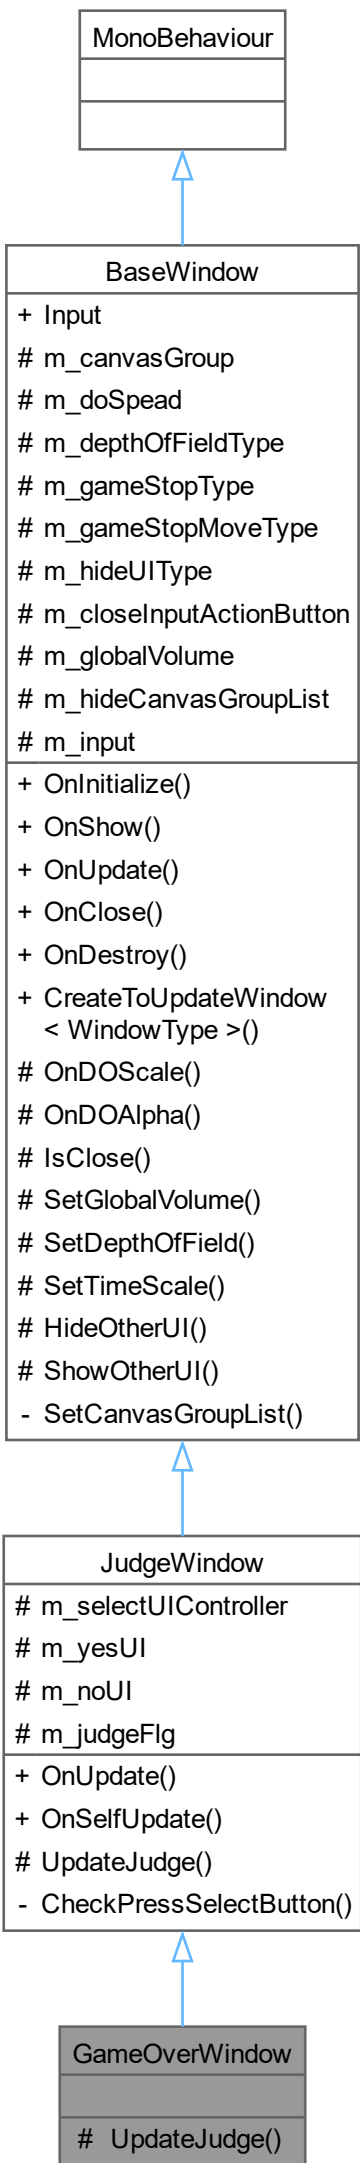 MonoBehaviour
BaseWindow
+ Input
# m_canvasGroup
# m_doSpead
# m_depthOfFieldType
# m_gameStopType
# m_gameStopMoveType
# m_hideUIType
# m_closeInputActionButton
# m_globalVolume
# m_hideCanvasGroupList
# m_input
+ OnInitialize()
+ OnShow()
+ OnUpdate()
+ OnClose()
+ OnDestroy()
+ CreateToUpdateWindow
< WindowType >()
# OnDOScale()
# OnDOAlpha()
# IsClose()
# SetGlobalVolume()
# SetDepthOfField()
# SetTimeScale()
# HideOtherUI()
# ShowOtherUI()
- SetCanvasGroupList()
JudgeWindow
# m_selectUIController
# m_yesUI
# m_noUI
# m_judgeFlg
+ OnUpdate()
+ OnSelfUpdate()
# UpdateJudge()
- CheckPressSelectButton()
GameOverWindow
# UpdateJudge()